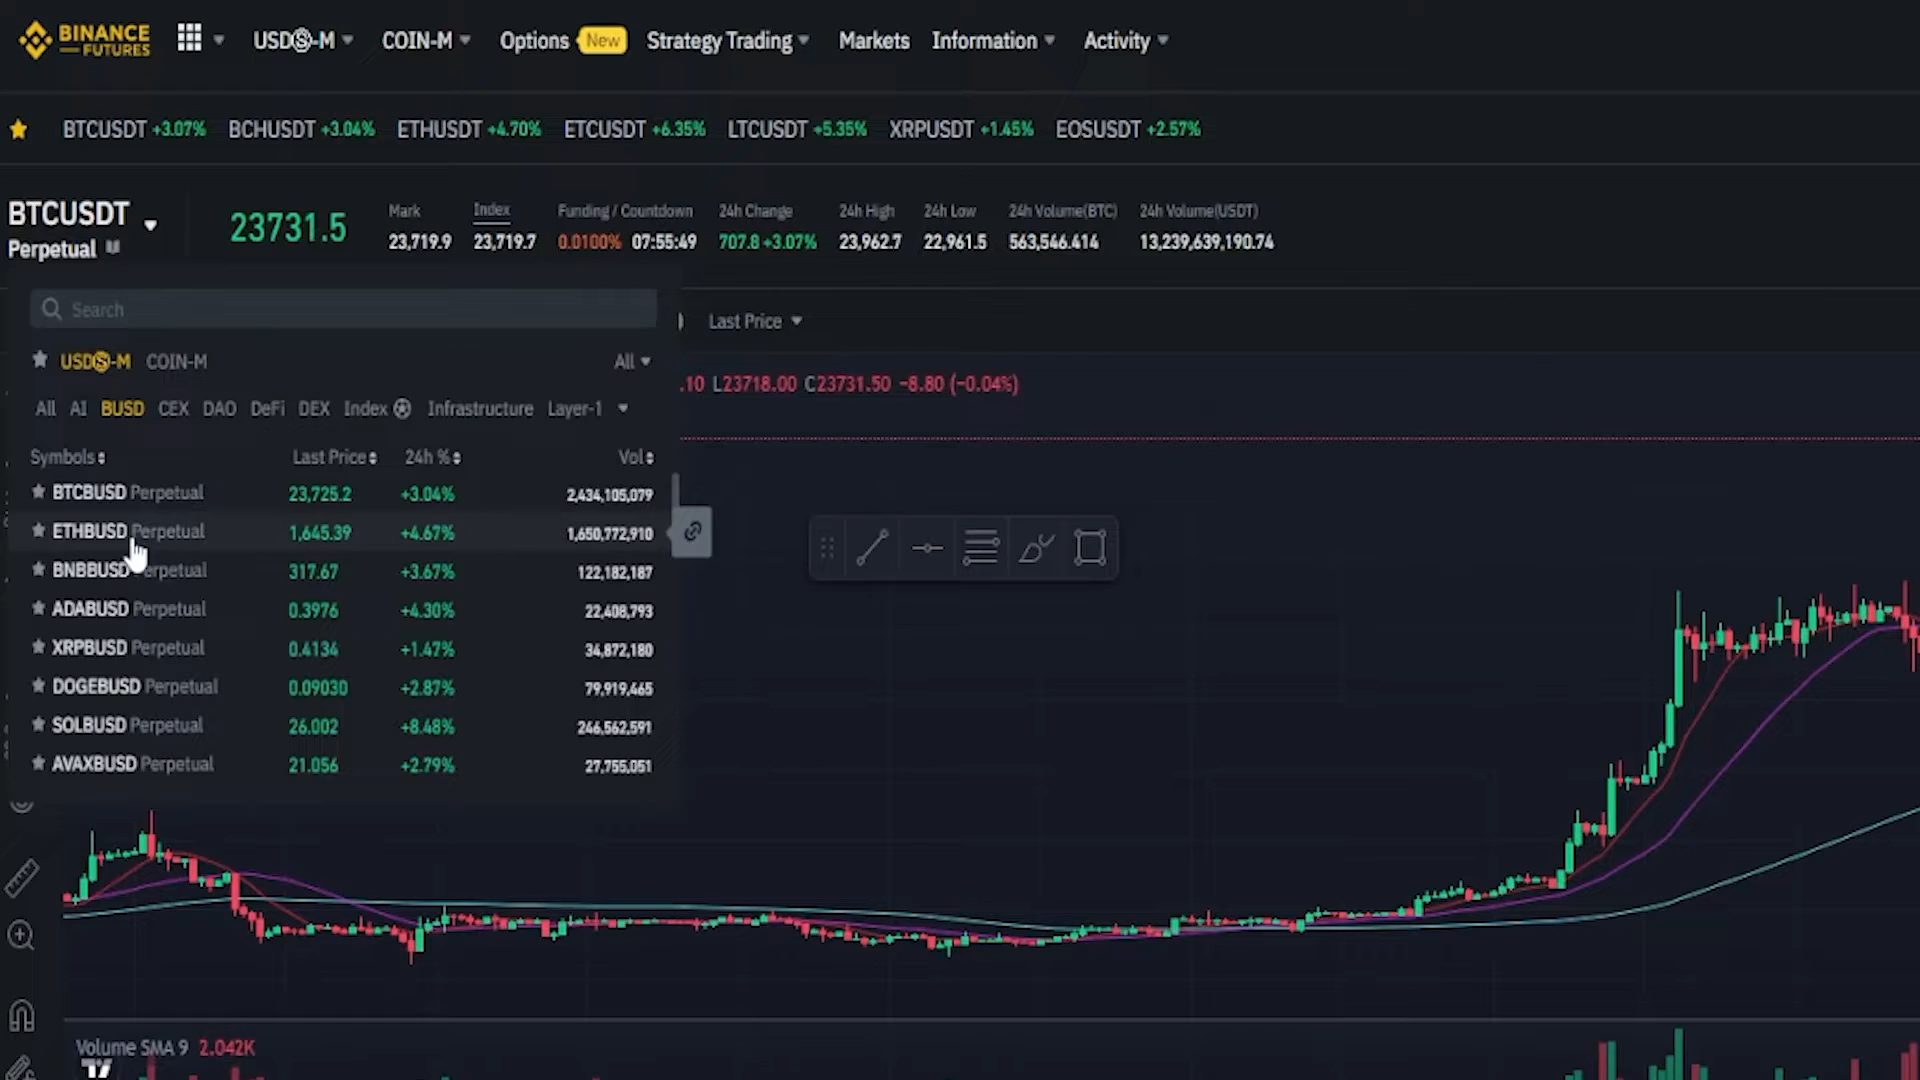 BINANCE FUTURES USDⓈ-M COIN-M Options New Strategy Trading Markets Information Activity
BTCUSDT +3.07% BCHUSDT +3.04% ETHUSDT +4.70% ETCUSDT +6.35% LTCUSDT +5.35% XRPUSDT +1.45% EOSUSDT +2.57%
BTCUSDT
Perpetual
23731.5
Mark Index Funding / Countdown 24h Change 24h High 24h Low 24h Volume(BTC) 24h Volume(USDT)
23,719.9 23,719.7 0.0100% 07:55:49 707.8 +3.07% 23,962.7 22,961.5 563,546.414 13,239,639,190.74
Search
Last Price
USDⓈ-M COIN-M All
.10 L23718.00 C23731.50 −8.80 (−0.04%)
All AI BUSD CEX DAO DeFi DEX Index Infrastructure Layer-1
Symbols Last Price 24h % Vol
BTCBUSD Perpetual 23,725.2 +3.04% 2,434,105,079
ETHBUSD Perpetual 1,645.39 +4.67% 1,650,772,910
BNBBUSD Perpetual 317.67 +3.67% 122,182,187
ADABUSD Perpetual 0.3976 +4.30% 22,408,793
XRPBUSD Perpetual 0.4134 +1.47% 34,872,180
DOGEBUSD Perpetual 0.09030 +2.87% 79,919,465
SOLBUSD Perpetual 26.002 +8.48% 246,562,591
AVAXBUSD Perpetual 21.056 +2.79% 27,755,051
Volume SMA 9 2.042K